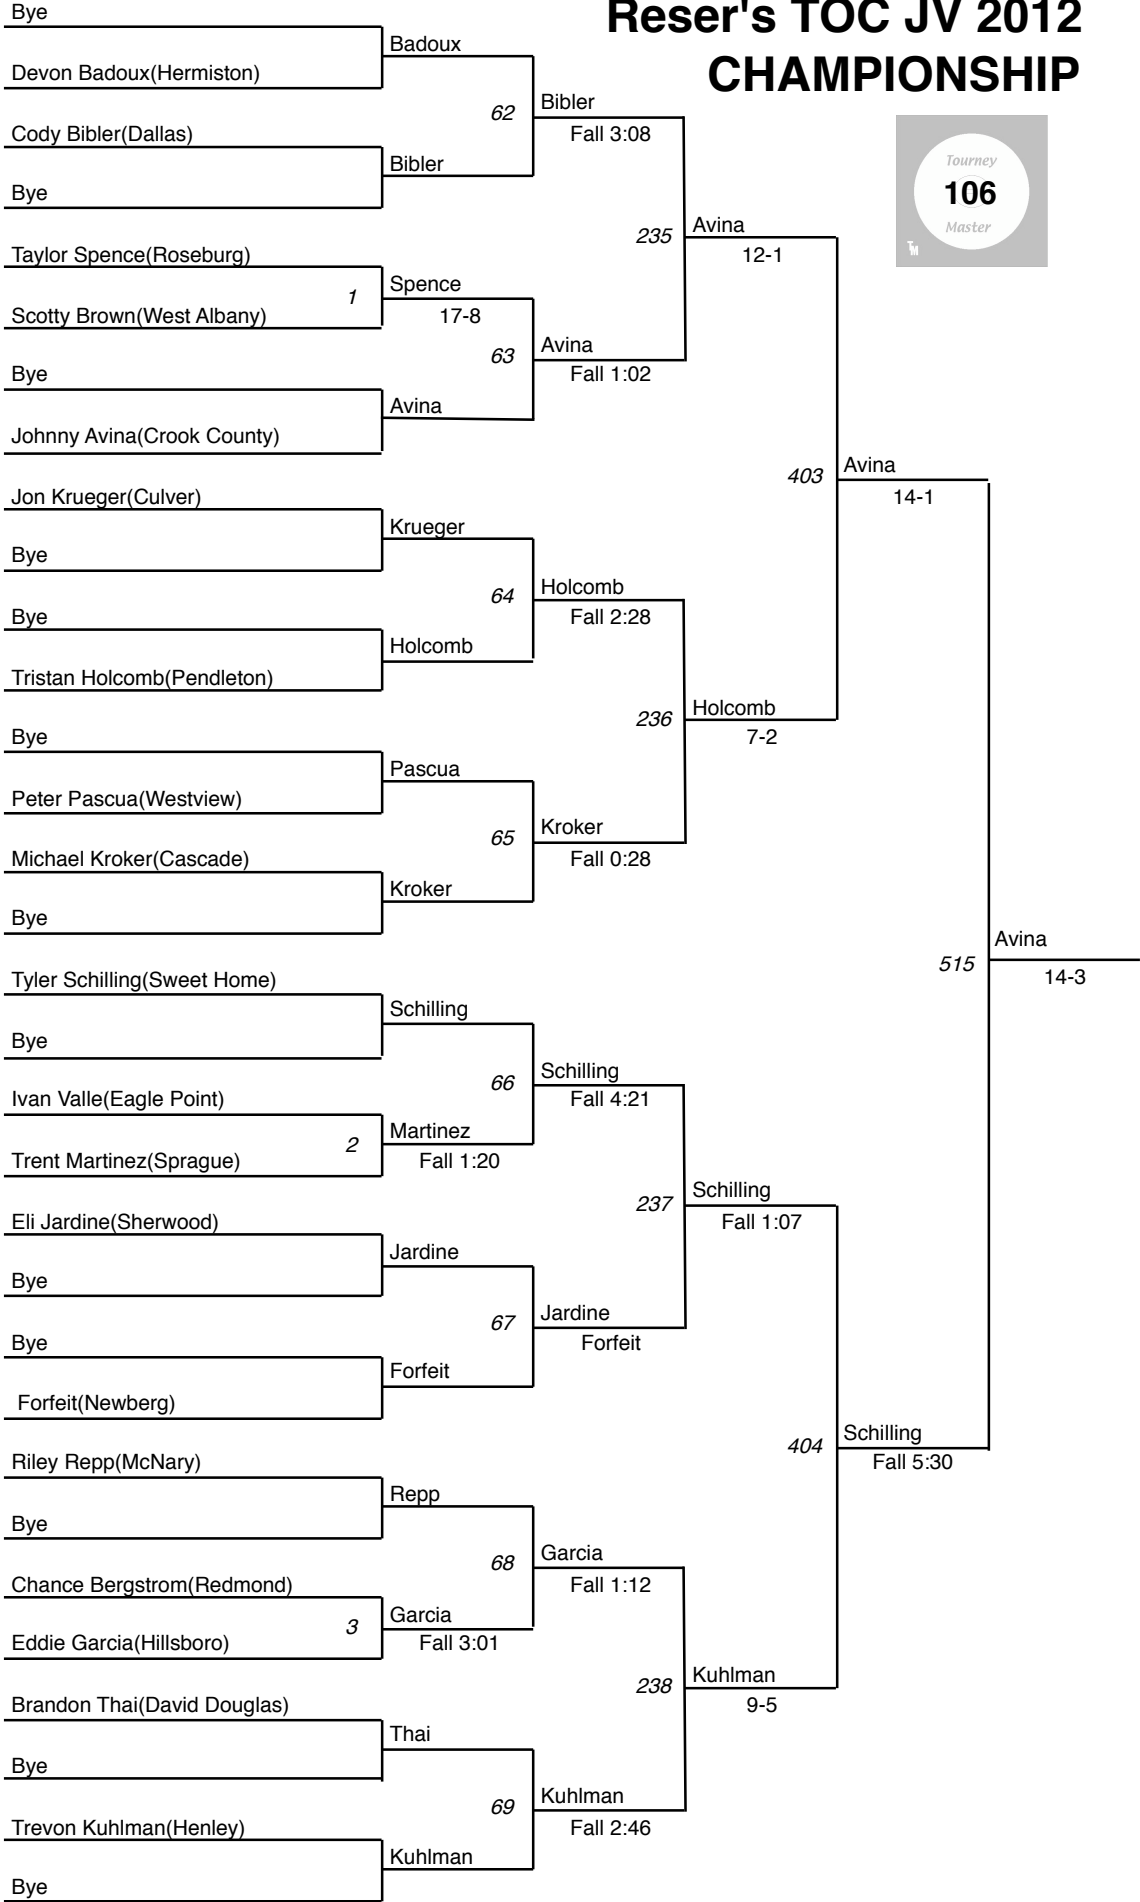 Reser's TOC JV 2012
CHAMPIONSHIP
Tourney
106
Master
TM
Bye
Devon Badoux(Hermiston)
Cody Bibler(Dallas)
Bye
Taylor Spence(Roseburg)
1
Scotty Brown(West Albany)
Bye
Johnny Avina(Crook County)
Jon Krueger(Culver)
Bye
Bye
Tristan Holcomb(Pendleton)
Bye
Peter Pascua(Westview)
Michael Kroker(Cascade)
Bye
Tyler Schilling(Sweet Home)
Bye
Ivan Valle(Eagle Point)
2
Trent Martinez(Sprague)
Eli Jardine(Sherwood)
Bye
Bye
Forfeit(Newberg)
Riley Repp(McNary)
Bye
Chance Bergstrom(Redmond)
3
Eddie Garcia(Hillsboro)
Brandon Thai(David Douglas)
Bye
Trevon Kuhlman(Henley)
Bye
Badoux
62
Bibler
Spence
17-8
63
Avina
Krueger
64
Holcomb
Pascua
65
Kroker
Schilling
66
Martinez
Fall 1:20
Jardine
67
Forfeit
Repp
68
Garcia
Fall 3:01
Thai
69
Kuhlman
Bibler
Fall 3:08
235
Avina
Fall 1:02
Holcomb
Fall 2:28
236
Kroker
Fall 0:28
Schilling
Fall 4:21
237
Jardine
Forfeit
Garcia
Fall 1:12
238
Kuhlman
Fall 2:46
Avina
12-1
403
Holcomb
7-2
Schilling
Fall 1:07
404
Kuhlman
9-5
Avina
14-1
515
Schilling
Fall 5:30
Avina
14-3